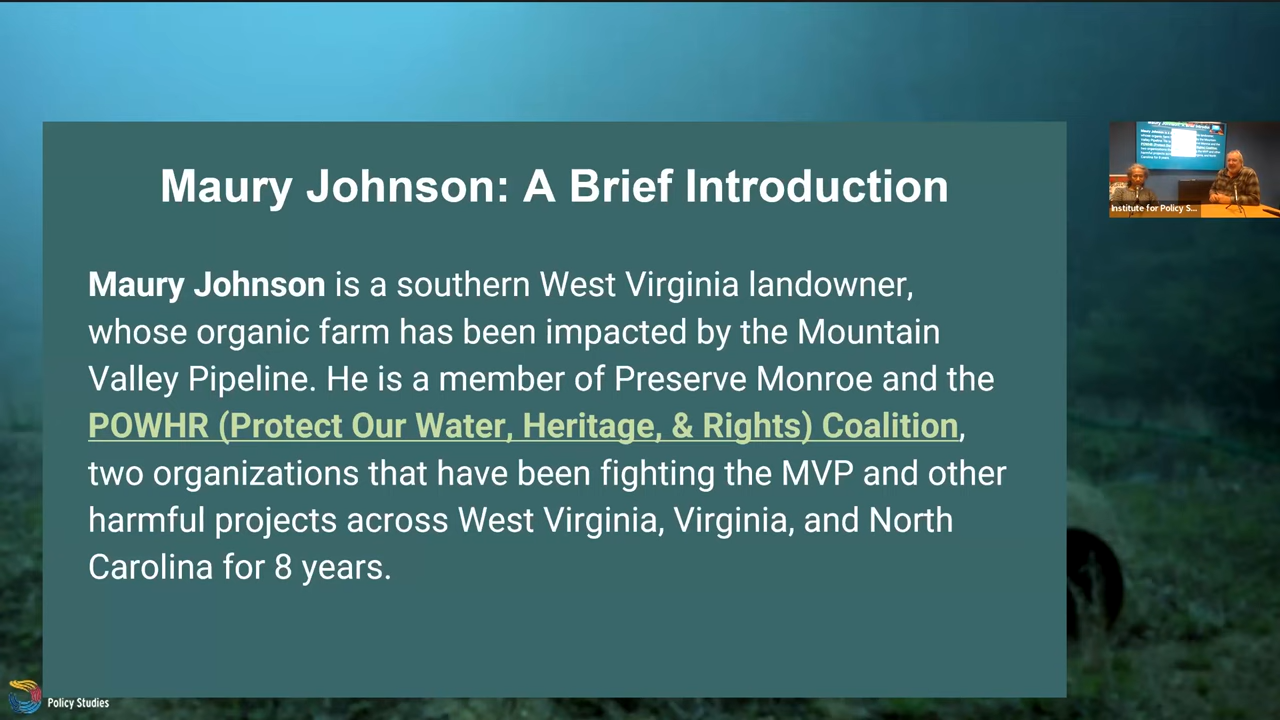 Maury Johnson: A Brief Introduction
Maury Johnson is a southern West Virginia landowner,
whose organic farm has been impacted by the Mountain
Valley Pipeline. He is a member of Preserve Monroe and the
POWHR (Protect Our Water, Heritage, & Rights) Coalition,
two organizations that have been fighting the MVP and other
harmful projects across West Virginia, Virginia, and North
Carolina for 8 years.
Institute for Policy S...
Policy Studies